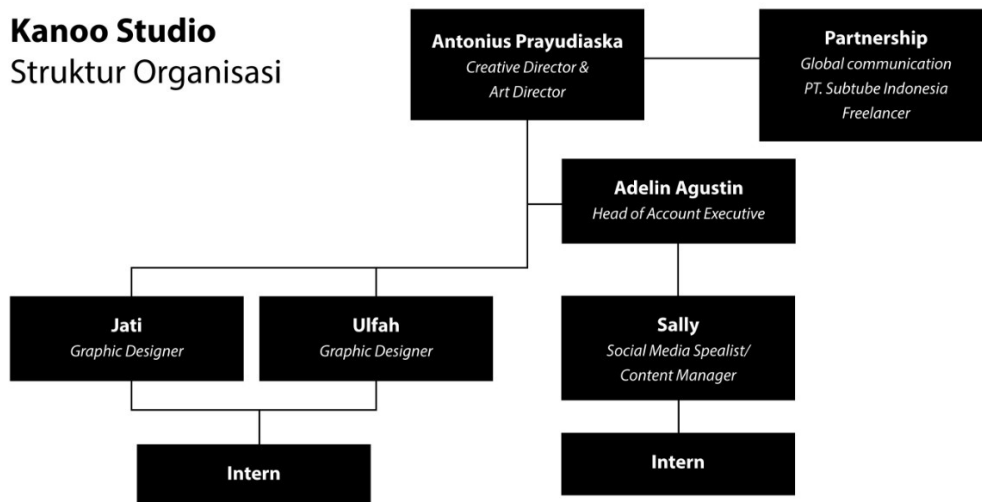 Kanoo Studio
Struktur Organisasi
Antonius Prayudiaska
Creative Director &
Art Director
Partnership
Global communication
PT. Subtube Indonesia
Freelancer
Adelin Agustin
Head of Account Executive
Jati
Graphic Designer
Ulfah
Graphic Designer
Sally
Social Media Spealist/
Content Manager
Intern
Intern